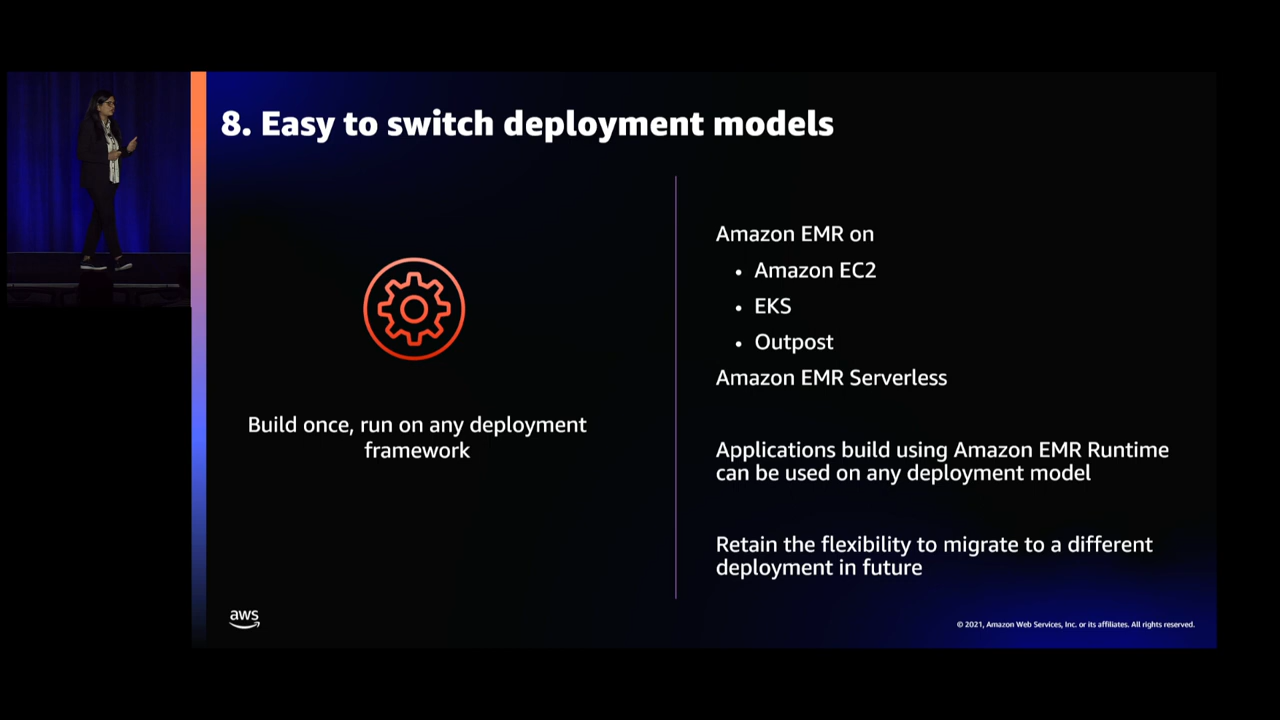 8. Easy to switch deployment models
Build once, run on any deployment
framework
Amazon EMR on
• Amazon EC2
• EKS
• Outpost
Amazon EMR Serverless
Applications build using Amazon EMR Runtime
can be used on any deployment model
Retain the flexibility to migrate to a different
deployment in future
aws
© 2021, Amazon Web Services, Inc. or its affiliates. All rights reserved.